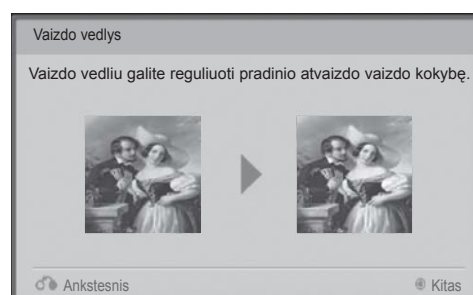 Vaizdo vedlys
Vaizdo vedliu galite reguliuoti pradinio atvaizdo vaizdo kokybę.
Ankstesnis
Kitas